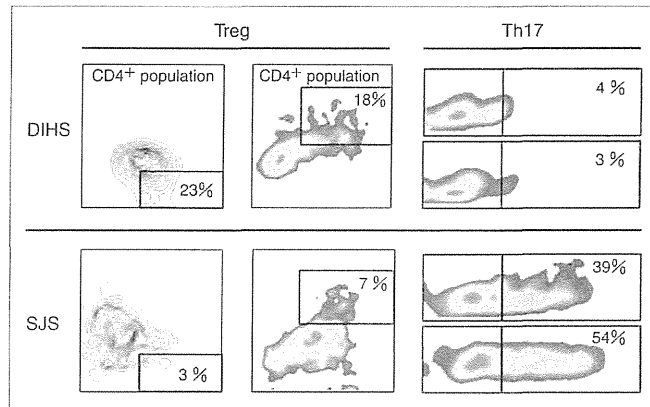 Treg Th17
CD4+ population CD4+ population
18% 4 %
DIHS
23% 3 %
7 % 39%
SJS
3 % 54%